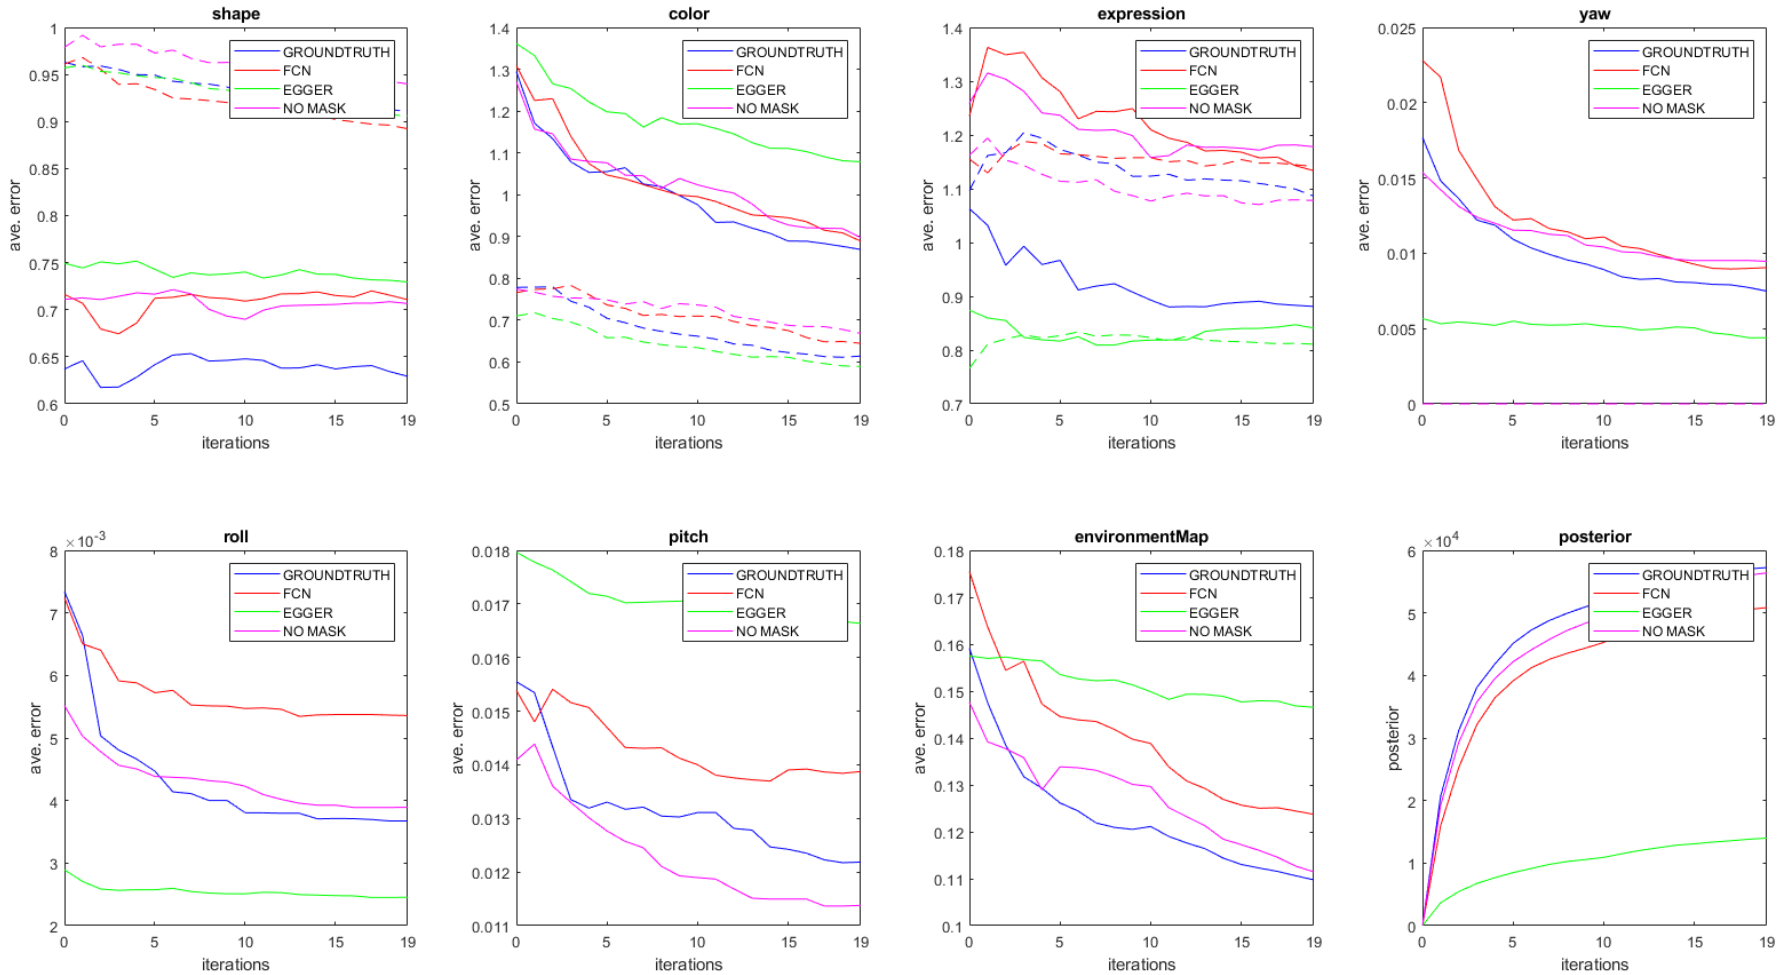 shape
1
0.95
0.9
0.85
0.8
0.75
0.7
0.65
0.6
ave. error
GROUNDTRUTH
FCN
EGGER
NO MASK
0 5 10 15 19
iterations
color
1.4
1.3
1.2
1.1
1
0.9
0.8
0.7
0.6
0.5
ave. error
GROUNDTRUTH
FCN
EGGER
NO MASK
0 5 10 15 19
iterations
expression
1.4
1.3
1.2
1.1
1
0.9
0.8
0.7
ave. error
GROUNDTRUTH
FCN
EGGER
NO MASK
0 5 10 15 19
iterations
yaw
0.025
0.02
0.015
0.01
0.005
0
ave. error
GROUNDTRUTH
FCN
EGGER
NO MASK
0 5 10 15 19
iterations
roll
×10⁻³
8
7
6
5
4
3
2
ave. error
GROUNDTRUTH
FCN
EGGER
NO MASK
0 5 10 15 19
iterations
pitch
0.018
0.017
0.016
0.015
0.014
0.013
0.012
0.011
ave. error
GROUNDTRUTH
FCN
EGGER
NO MASK
0 5 10 15 19
iterations
environmentMap
0.18
0.17
0.16
0.15
0.14
0.13
0.12
0.11
0.1
ave. error
GROUNDTRUTH
FCN
EGGER
NO MASK
0 5 10 15 19
iterations
posterior
×10⁴
6
5
4
3
2
1
0
posterior
GROUNDTRUTH
FCN
EGGER
NO MASK
0 5 10 15 19
iterations